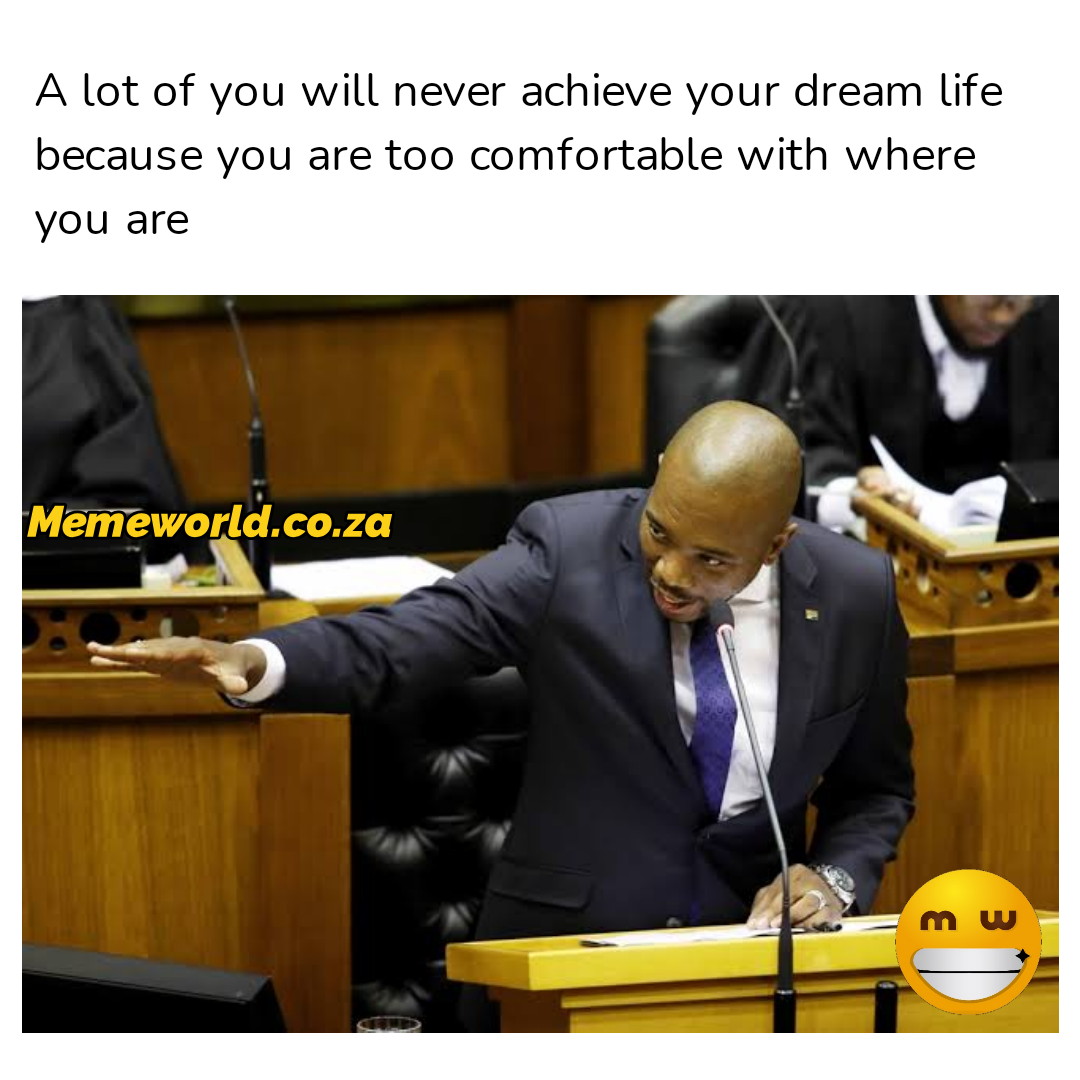 A lot of you will never achieve your dream life
because you are too comfortable with where
you are
Memeworld.co.za
m w